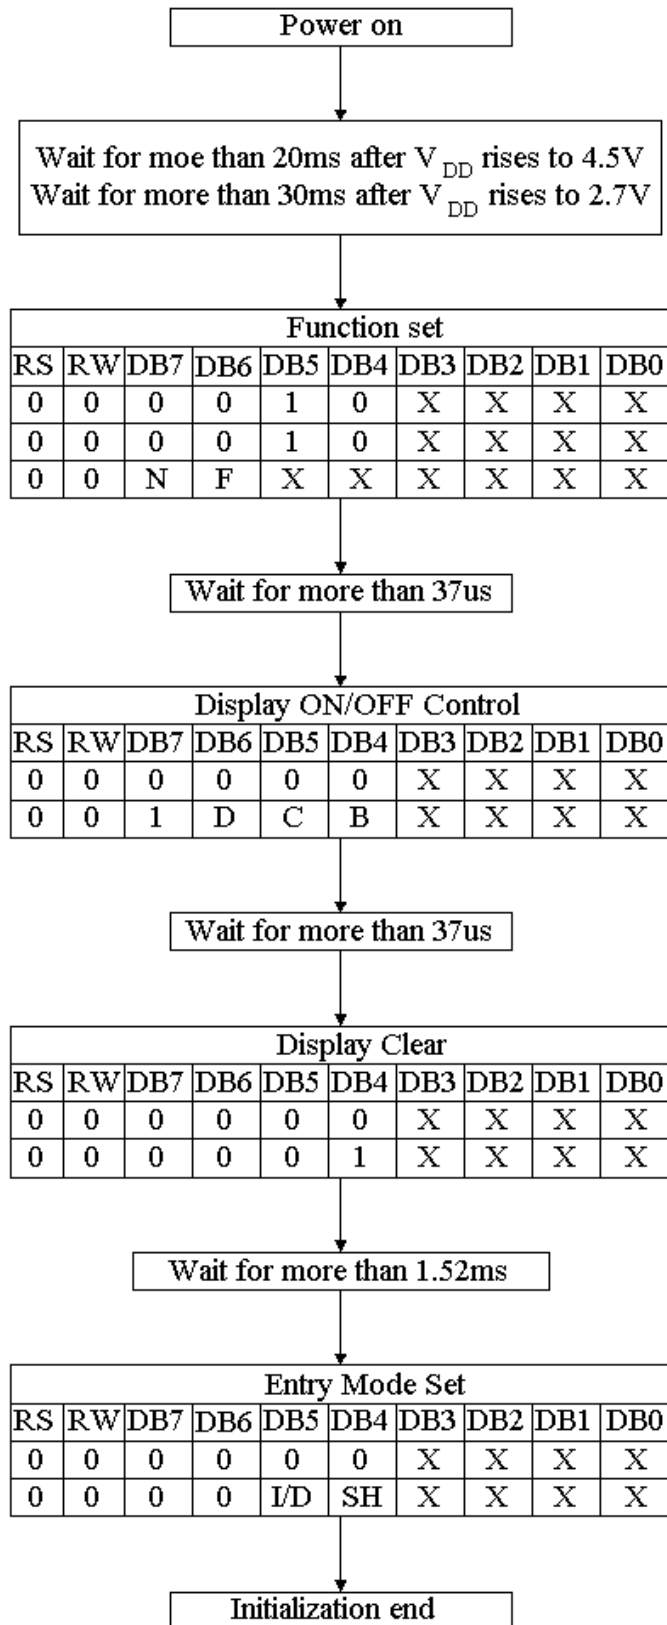 Power on
Wait for moe than 20ms after VDD rises to 4.5V
Wait for more than 30ms after VDD rises to 2.7V
Function set
RS RW DB7 DB6 DB5 DB4 DB3 DB2 DB1 DB0
0 0 0 0 1 0 X X X X
0 0 0 0 1 0 X X X X
0 0 N F X X X X X X
Wait for more than 37us
Display ON/OFF Control
RS RW DB7 DB6 DB5 DB4 DB3 DB2 DB1 DB0
0 0 0 0 0 0 X X X X
0 0 1 D C B X X X X
Wait for more than 37us
Display Clear
RS RW DB7 DB6 DB5 DB4 DB3 DB2 DB1 DB0
0 0 0 0 0 0 X X X X
0 0 0 0 0 1 X X X X
Wait for more than 1.52ms
Entry Mode Set
RS RW DB7 DB6 DB5 DB4 DB3 DB2 DB1 DB0
0 0 0 0 0 0 X X X X
0 0 0 0 I/D SH X X X X
Initialization end